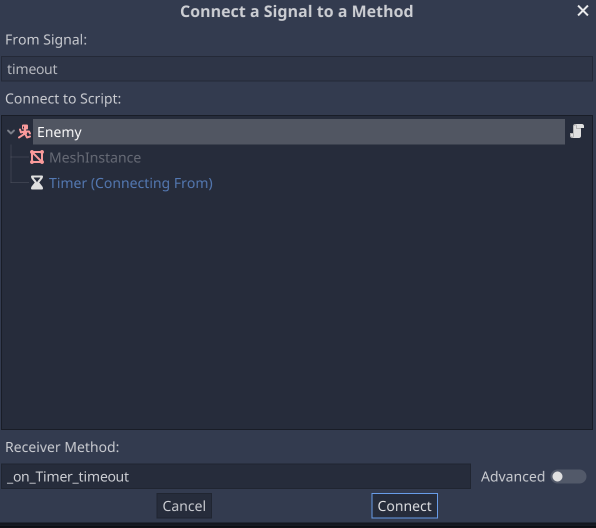 Connect a Signal to a Method
From Signal:
timeout
Connect to Script:
Enemy
MeshInstance
Timer (Connecting From)
Receiver Method:
_on_Timer_timeout
Advanced
Cancel
Connect